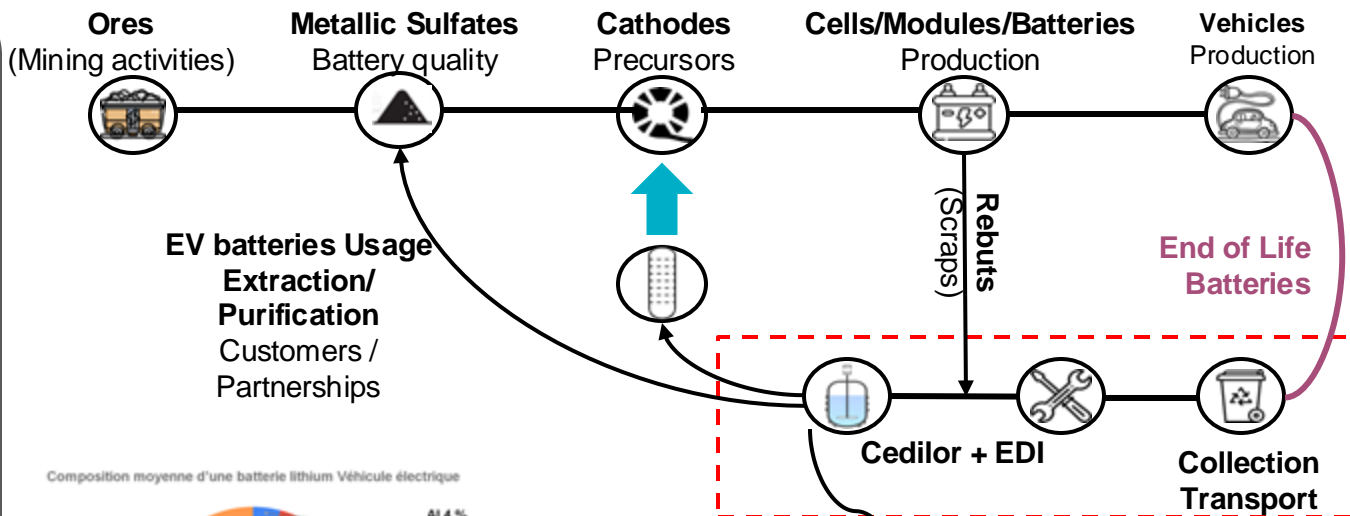 Ores
(Mining activities)
Metallic Sulfates
Battery quality
Cathodes
Precursors
Cells/Modules/Batteries
Production
Vehicles
Production
EV batteries Usage
Extraction/
Purification
Customers /
Partnerships
Rebuts
(Scraps)
End of Life
Batteries
Cedilor + EDI
Collection
Transport
Composition moyenne d'une batterie lithium Véhicule électrique
Al 4 %